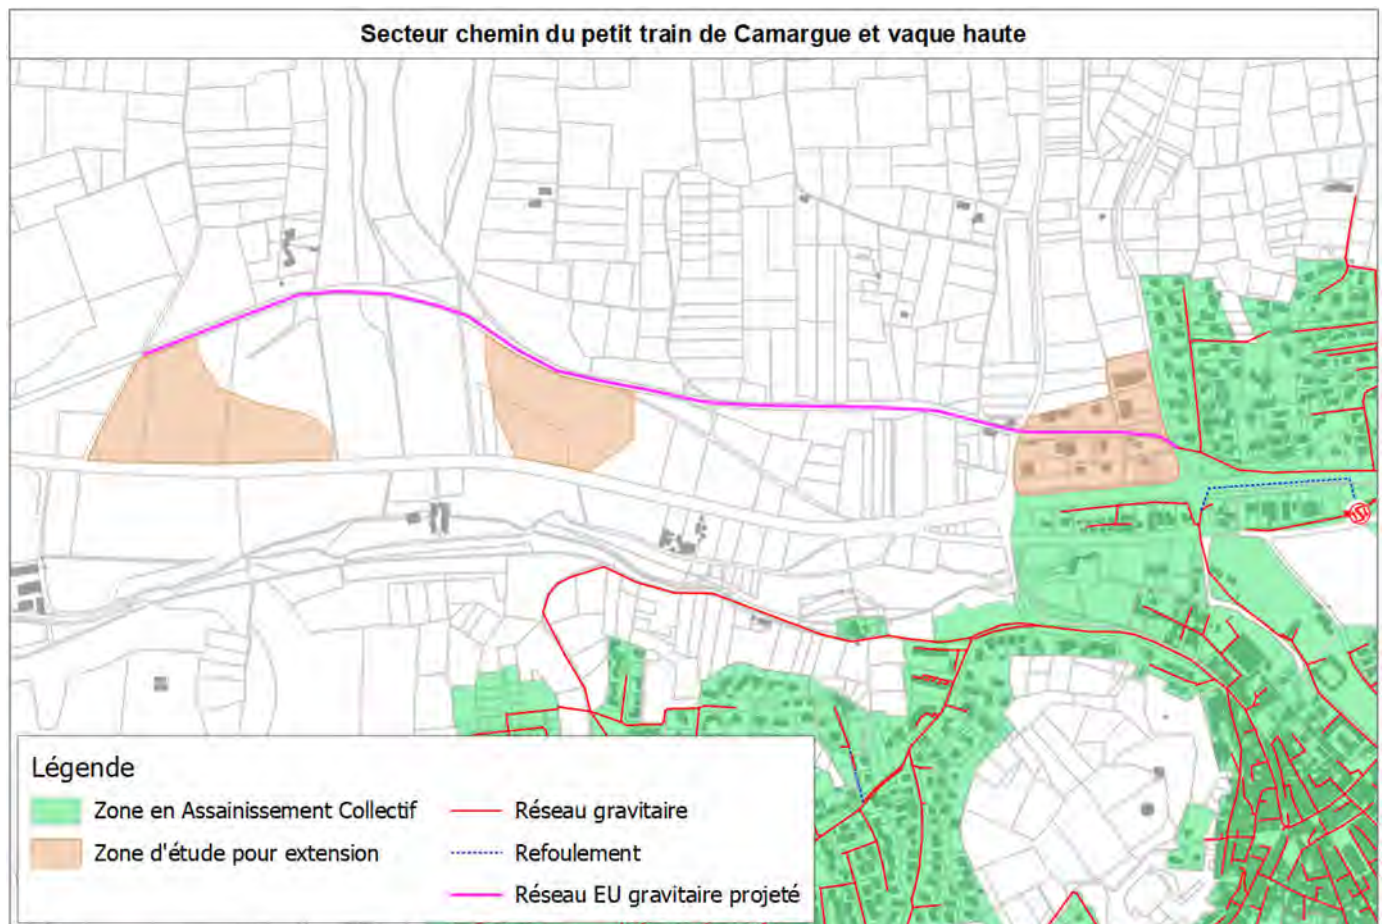 Secteur chemin du petit train de Camargue et vaque haute
Légende
Zone en Assainissement Collectif
Zone d'étude pour extension
Réseau gravitaire
Refoulement
Réseau EU gravitaire projeté